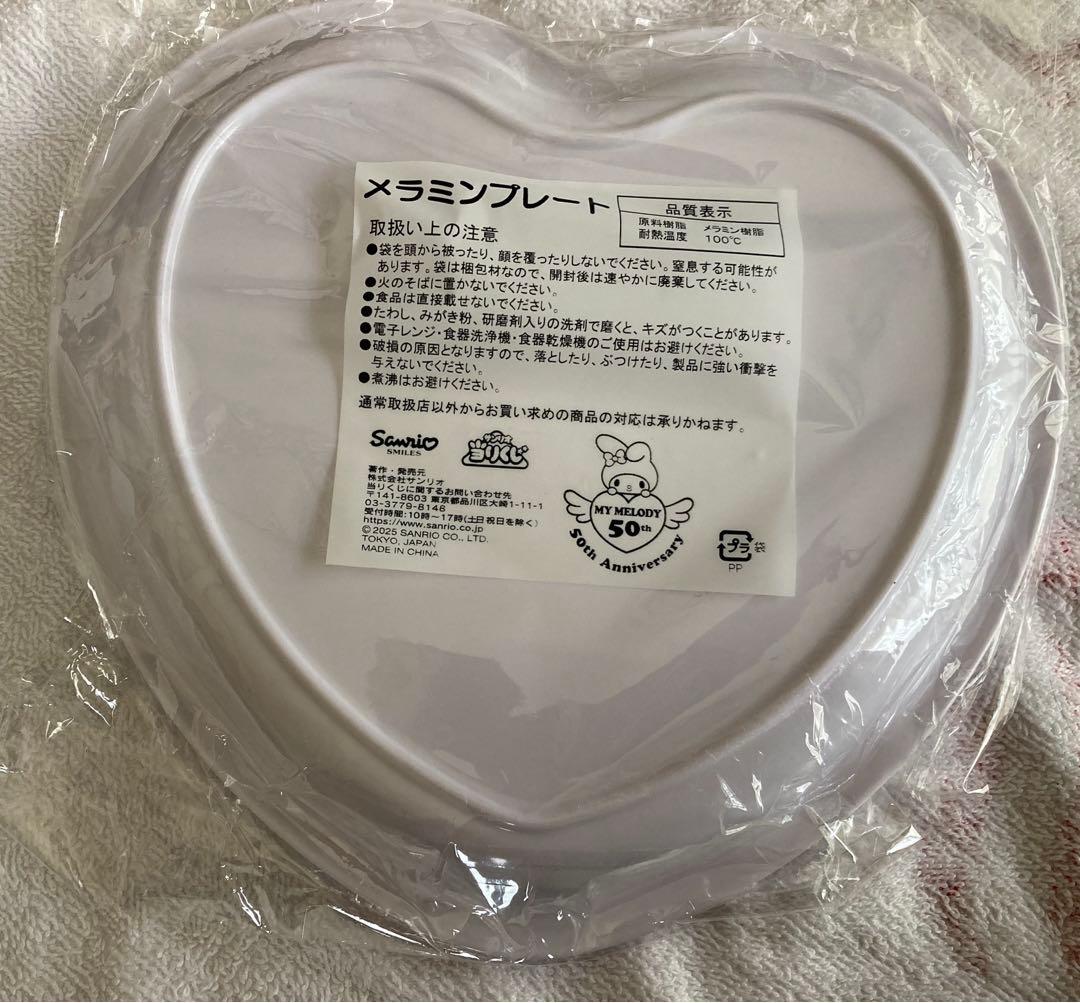 メラミンプレート
品質表示
原料樹脂 メラミン樹脂
耐熱温度 100℃
取扱い上の注意
●袋を頭から被ったり、顔を覆ったりしないでください。窒息する可能性が
あります。袋は梱包材なので、開封後は速やかに廃棄してください。
●火のそばに置かないでください。
●食品は直接載せないでください。
●たわし、みがき粉、研磨剤入りの洗剤で磨くと、キズがつくことがあります。
●電子レンジ・食器洗浄機・食器乾燥機のご使用はお避けください。
●破損の原因となりますので、落としたり、ぶつけたり、製品に強い衝撃を
与えないでください。
●煮沸はお避けください。
通常取扱店以外からお買い求めの商品の対応は承りかねます。
Sanrio
SMILES
サンリオ
当りくじ
著作・発売元
株式会社サンリオ
当りくじに関するお問い合わせ先
〒141-8603 東京都品川区大崎1-11-1
03-3779-8148
受付時間:10時〜17時(土日祝日を除く)
https://www.sanrio.co.jp
©2025 SANRIO CO., LTD.
TOKYO, JAPAN
MADE IN CHINA
MY MELODY
50th
50th Anniversary
プラ
袋
PP